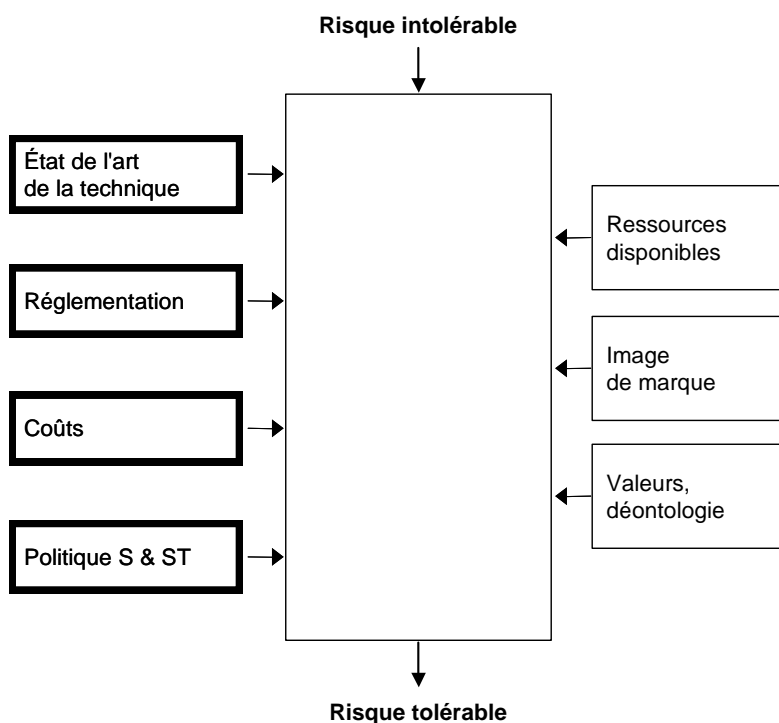 Risque intolérable
État de l'art
de la technique
Réglementation
Coûts
Politique S & ST
Ressources
disponibles
Image
de marque
Valeurs,
déontologie
Risque tolérable